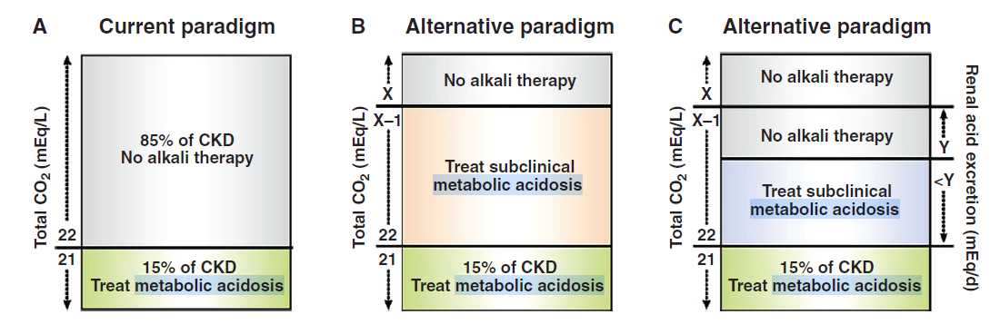 A
Current paradigm
Total CO₂ (mEq/L)
85% of CKD
No alkali therapy
22
21
15% of CKD
Treat metabolic acidosis
B
Alternative paradigm
Total CO₂ (mEq/L)
No alkali therapy
X
X–1
Treat subclinical
metabolic acidosis
22
21
15% of CKD
Treat metabolic acidosis
C
Alternative paradigm
Total CO₂ (mEq/L)
No alkali therapy
X
X–1
No alkali therapy
Y
<Y
Treat subclinical
metabolic acidosis
22
21
15% of CKD
Treat metabolic acidosis
Renal acid excretion (mEq/d)